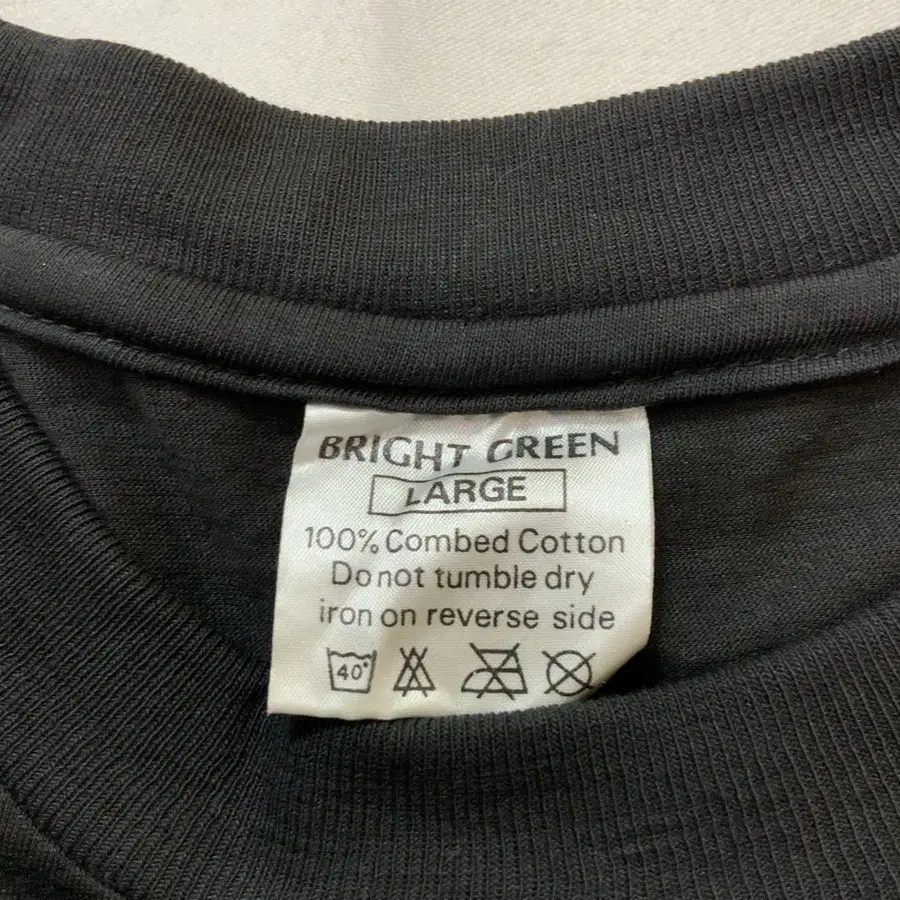 BRIGHT GREEN
LARGE
100% Combed Cotton
Do not tumble dry
iron on reverse side
40°